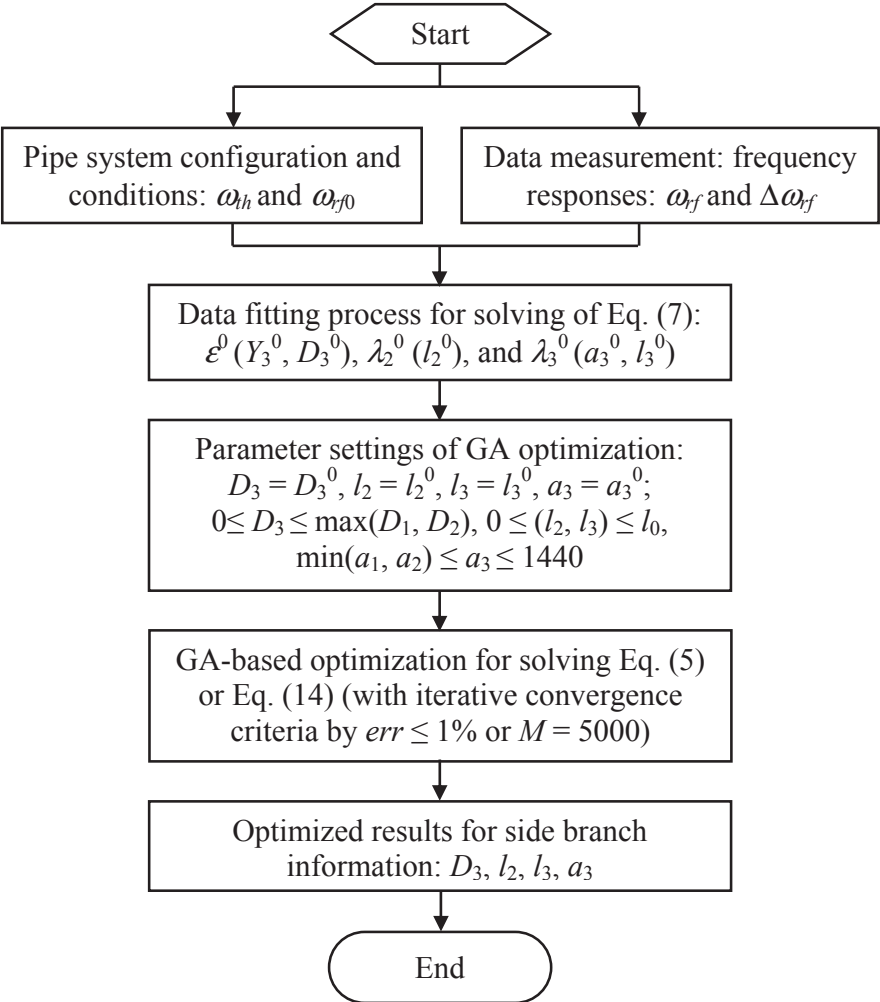 Start
Pipe system configuration and
conditions: ω_th and ω_rf0
Data measurement: frequency
responses: ω_rf and Δω_rf
Data fitting process for solving of Eq. (7):
ε⁰ (Y₃⁰, D₃⁰), λ₂⁰ (l₂⁰), and λ₃⁰ (a₃⁰, l₃⁰)
Parameter settings of GA optimization:
D₃ = D₃⁰, l₂ = l₂⁰, l₃ = l₃⁰, a₃ = a₃⁰;
0≤ D₃ ≤ max(D₁, D₂), 0 ≤ (l₂, l₃) ≤ l₀,
min(a₁, a₂) ≤ a₃ ≤ 1440
GA-based optimization for solving Eq. (5)
or Eq. (14) (with iterative convergence
criteria by err ≤ 1% or M = 5000)
Optimized results for side branch
information: D₃, l₂, l₃, a₃
End